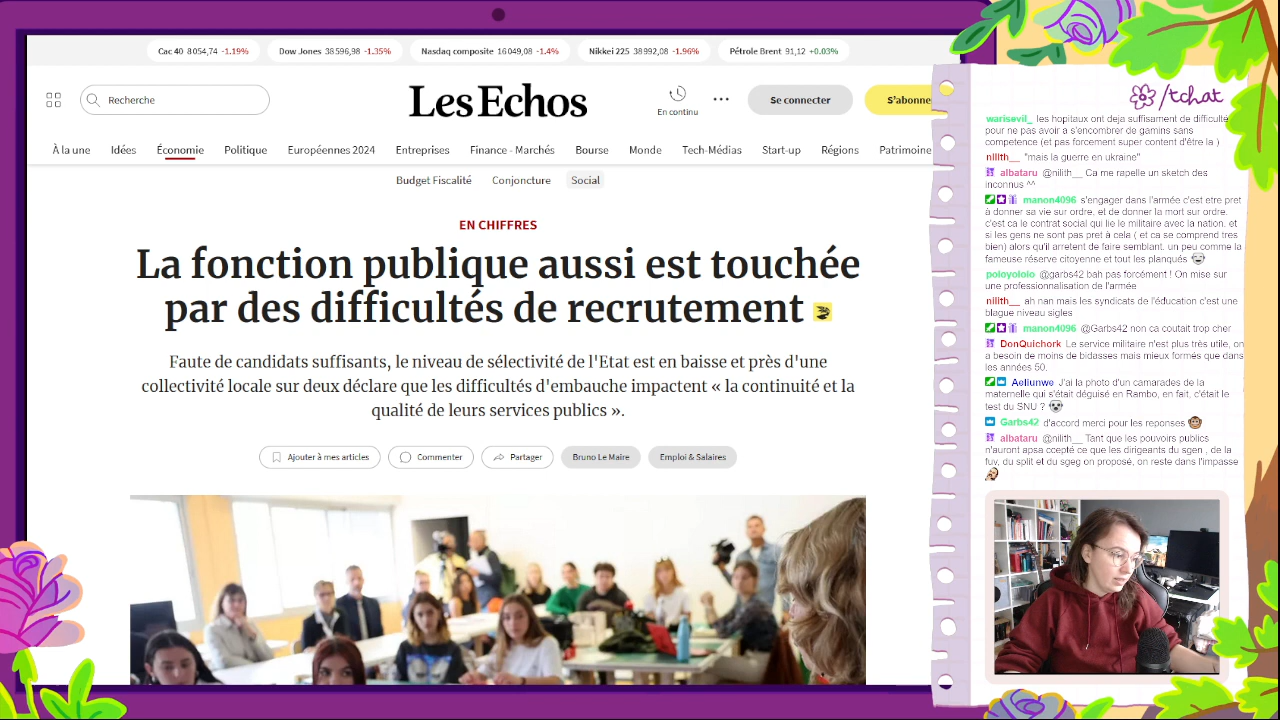 Cac 40 8 054,74 -1.19%
Dow Jones 38 596,98 -1.35%
Nasdaq composite 16 049,08 -1.4%
Nikkei 225 38 992,08 -1.96%
Pétrole Brent 91,12 +0.03%
Recherche
Les Echos
En continu
Se connecter
S'abonne
À la une Idées Économie Politique Européennes 2024 Entreprises Finance - Marchés Bourse Monde Tech-Médias Start-up Régions Patrimoine
Budget Fiscalité Conjoncture Social
EN CHIFFRES
La fonction publique aussi est touchée
par des difficultés de recrutement
Faute de candidats suffisants, le niveau de sélectivité de l'Etat est en baisse et près d'une
collectivité locale sur deux déclare que les difficultés d'embauche impactent « la continuité et la
qualité de leurs services publics ».
Ajouter à mes articles Commenter Partager Bruno Le Maire Emploi & Salaires
/tchat
warisevil_ les hopitaux ont deja suffisament de difficulté
pour ne pas avoir a s'encombrer de gamins sans
competence (et pas forcement super content d'être la )
nilith__ "mais la guerre en ukraine"
albataru @nilith__ Ca me rapelle un sketch des
inconnus ^^
manon4096 s'engager dans l'armée c'est etre pret
à donner sa vie sur ordre, et de donner la mort sur ordre.
c'est ca le contrat social qui lie le militaire avec la nation. et
si les gens ne sont pas pret à cela ( et ca se comprend tres
bien) alors qu'il arretent de faire semblant. un peu comme la
fameuse réserve citoyenne et tout les planqués
poloyololo @garbs42 bah pas forcément ! On mise sur
une professionnalisation de l'armée
nilith__ ah nan mais les syndicats de l'éducation c'est une
blague niveau sigles
manon4096 @Garbs42 non ca coutait trop cher
DonQuichork Le service militaire n'est plus très utile, on
a besoin de moins de bidasses mais mieux formés que dans
les années 50.
Aellunwe J'ai la photo d'un camarades de la
maternelle qui s'était déguisé en Rambo, en fait, c'était le
test du SNU ?
Garbs42 d'accord merci pour les reponses
albataru @nilith__ Tant que les pouvoirs publics
n'auront apsa ccepté ce que les dirigeants du sgen , de la
fuv, du split et du sgeg on proposé, on reste dans l'impasse